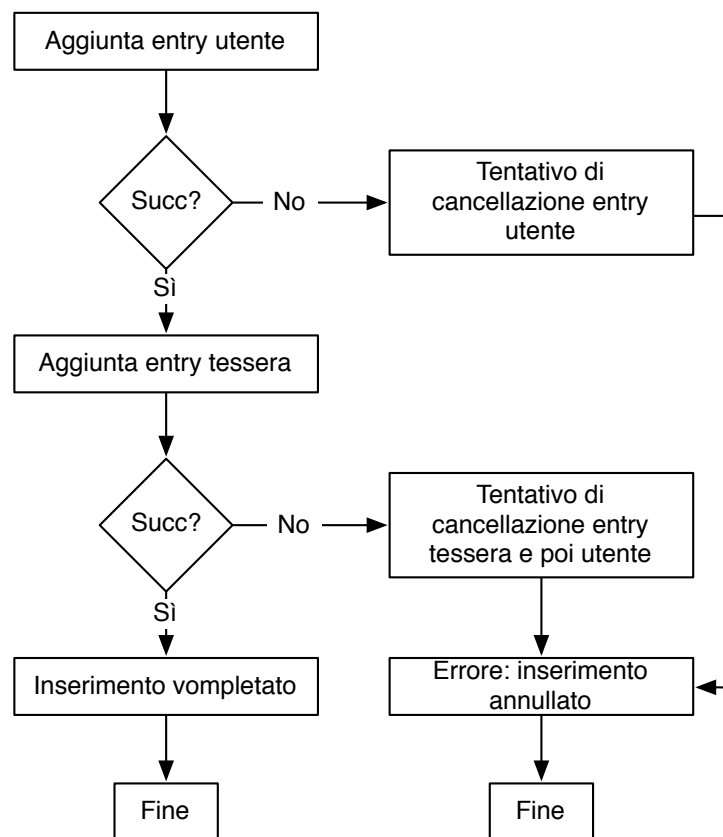 Aggiunta entry utente
Succ?
No
Tentativo di
cancellazione entry
utente
Sì
Aggiunta entry tessera
Succ?
No
Tentativo di
cancellazione entry
tessera e poi utente
Sì
Inserimento vompletato
Errore: inserimento
annullato
Fine
Fine